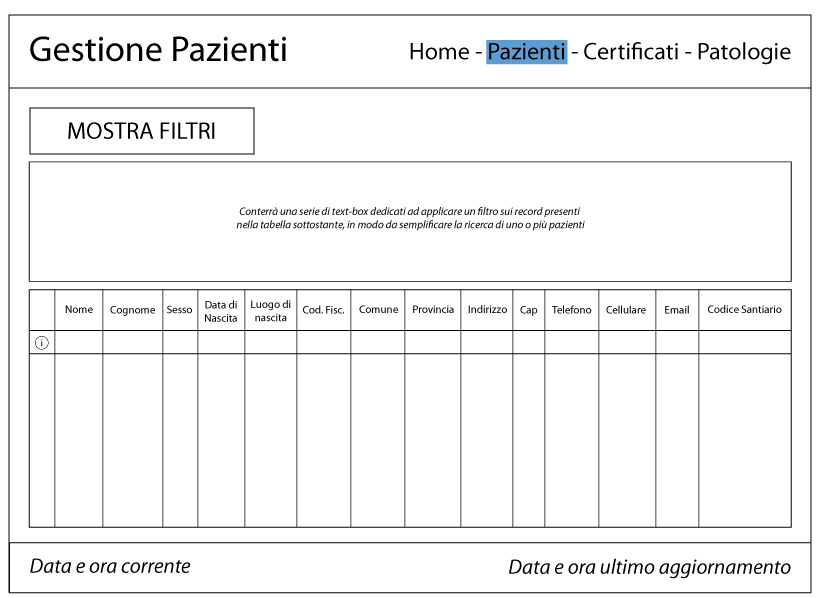 Gestione Pazienti
Home - Pazienti - Certificati - Patologie
MOSTRA FILTRI
Conterrà una serie di text-box dedicati ad applicare un filtro sui record presenti
nella tabella sottostante, in modo da semplificare la ricerca di uno o più pazienti
Nome Cognome Sesso Data di Nascita Luogo di nascita Cod. Fisc. Comune Provincia Indirizzo Cap Telefono Cellulare Email Codice Santiario
i
Data e ora corrente
Data e ora ultimo aggiornamento